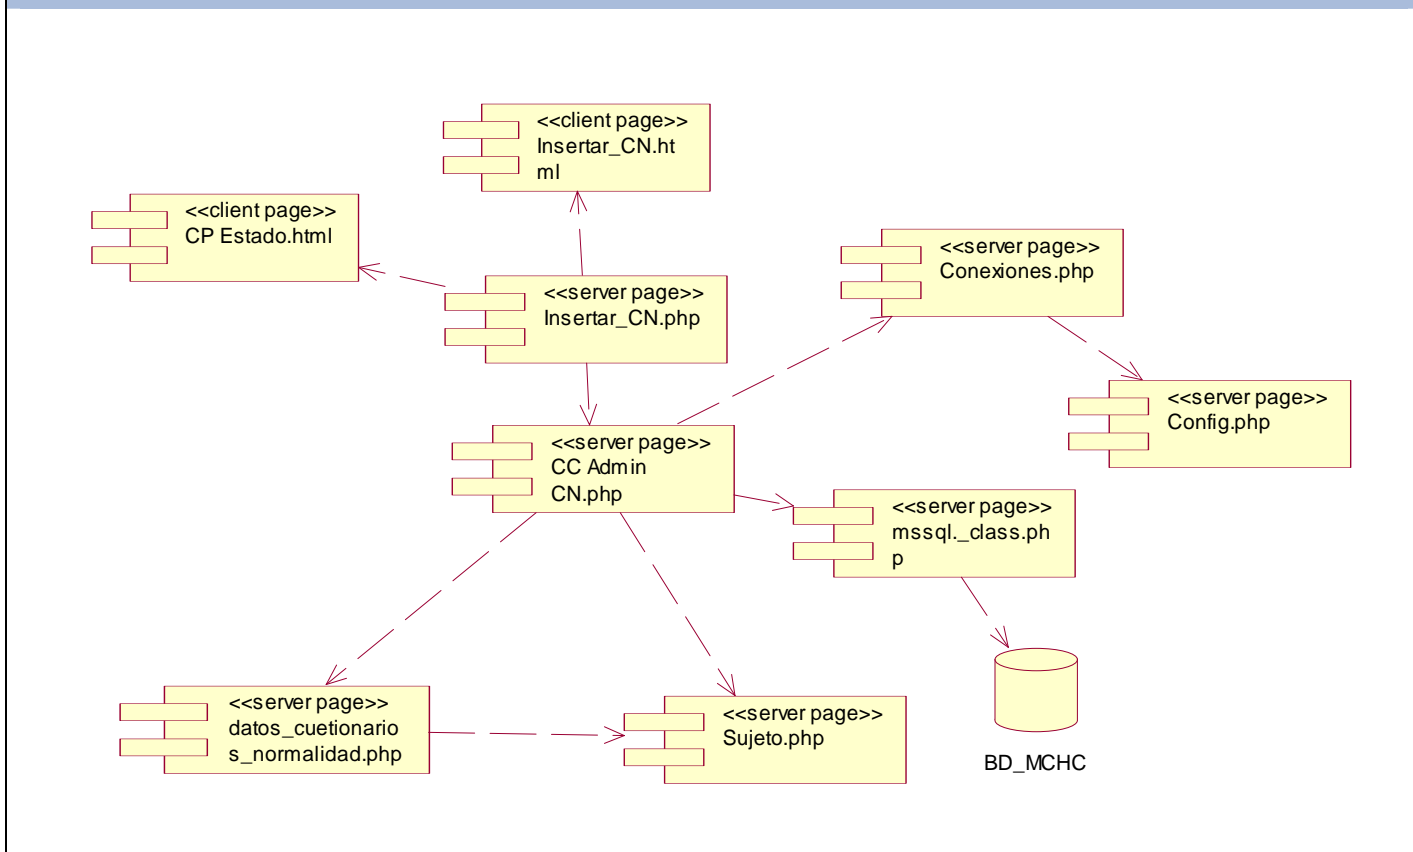 <<client page>>
Insertar_CN.ht
ml
<<client page>>
CP Estado.html
<<server page>>
Conexiones.php
<<server page>>
Insertar_CN.php
<<server page>>
Config.php
<<server page>>
CC Admin
CN.php
<<server page>>
mssql._class.ph
p
<<server page>>
datos_cuetionario
s_normalidad.php
<<server page>>
Sujeto.php
BD_MCHC